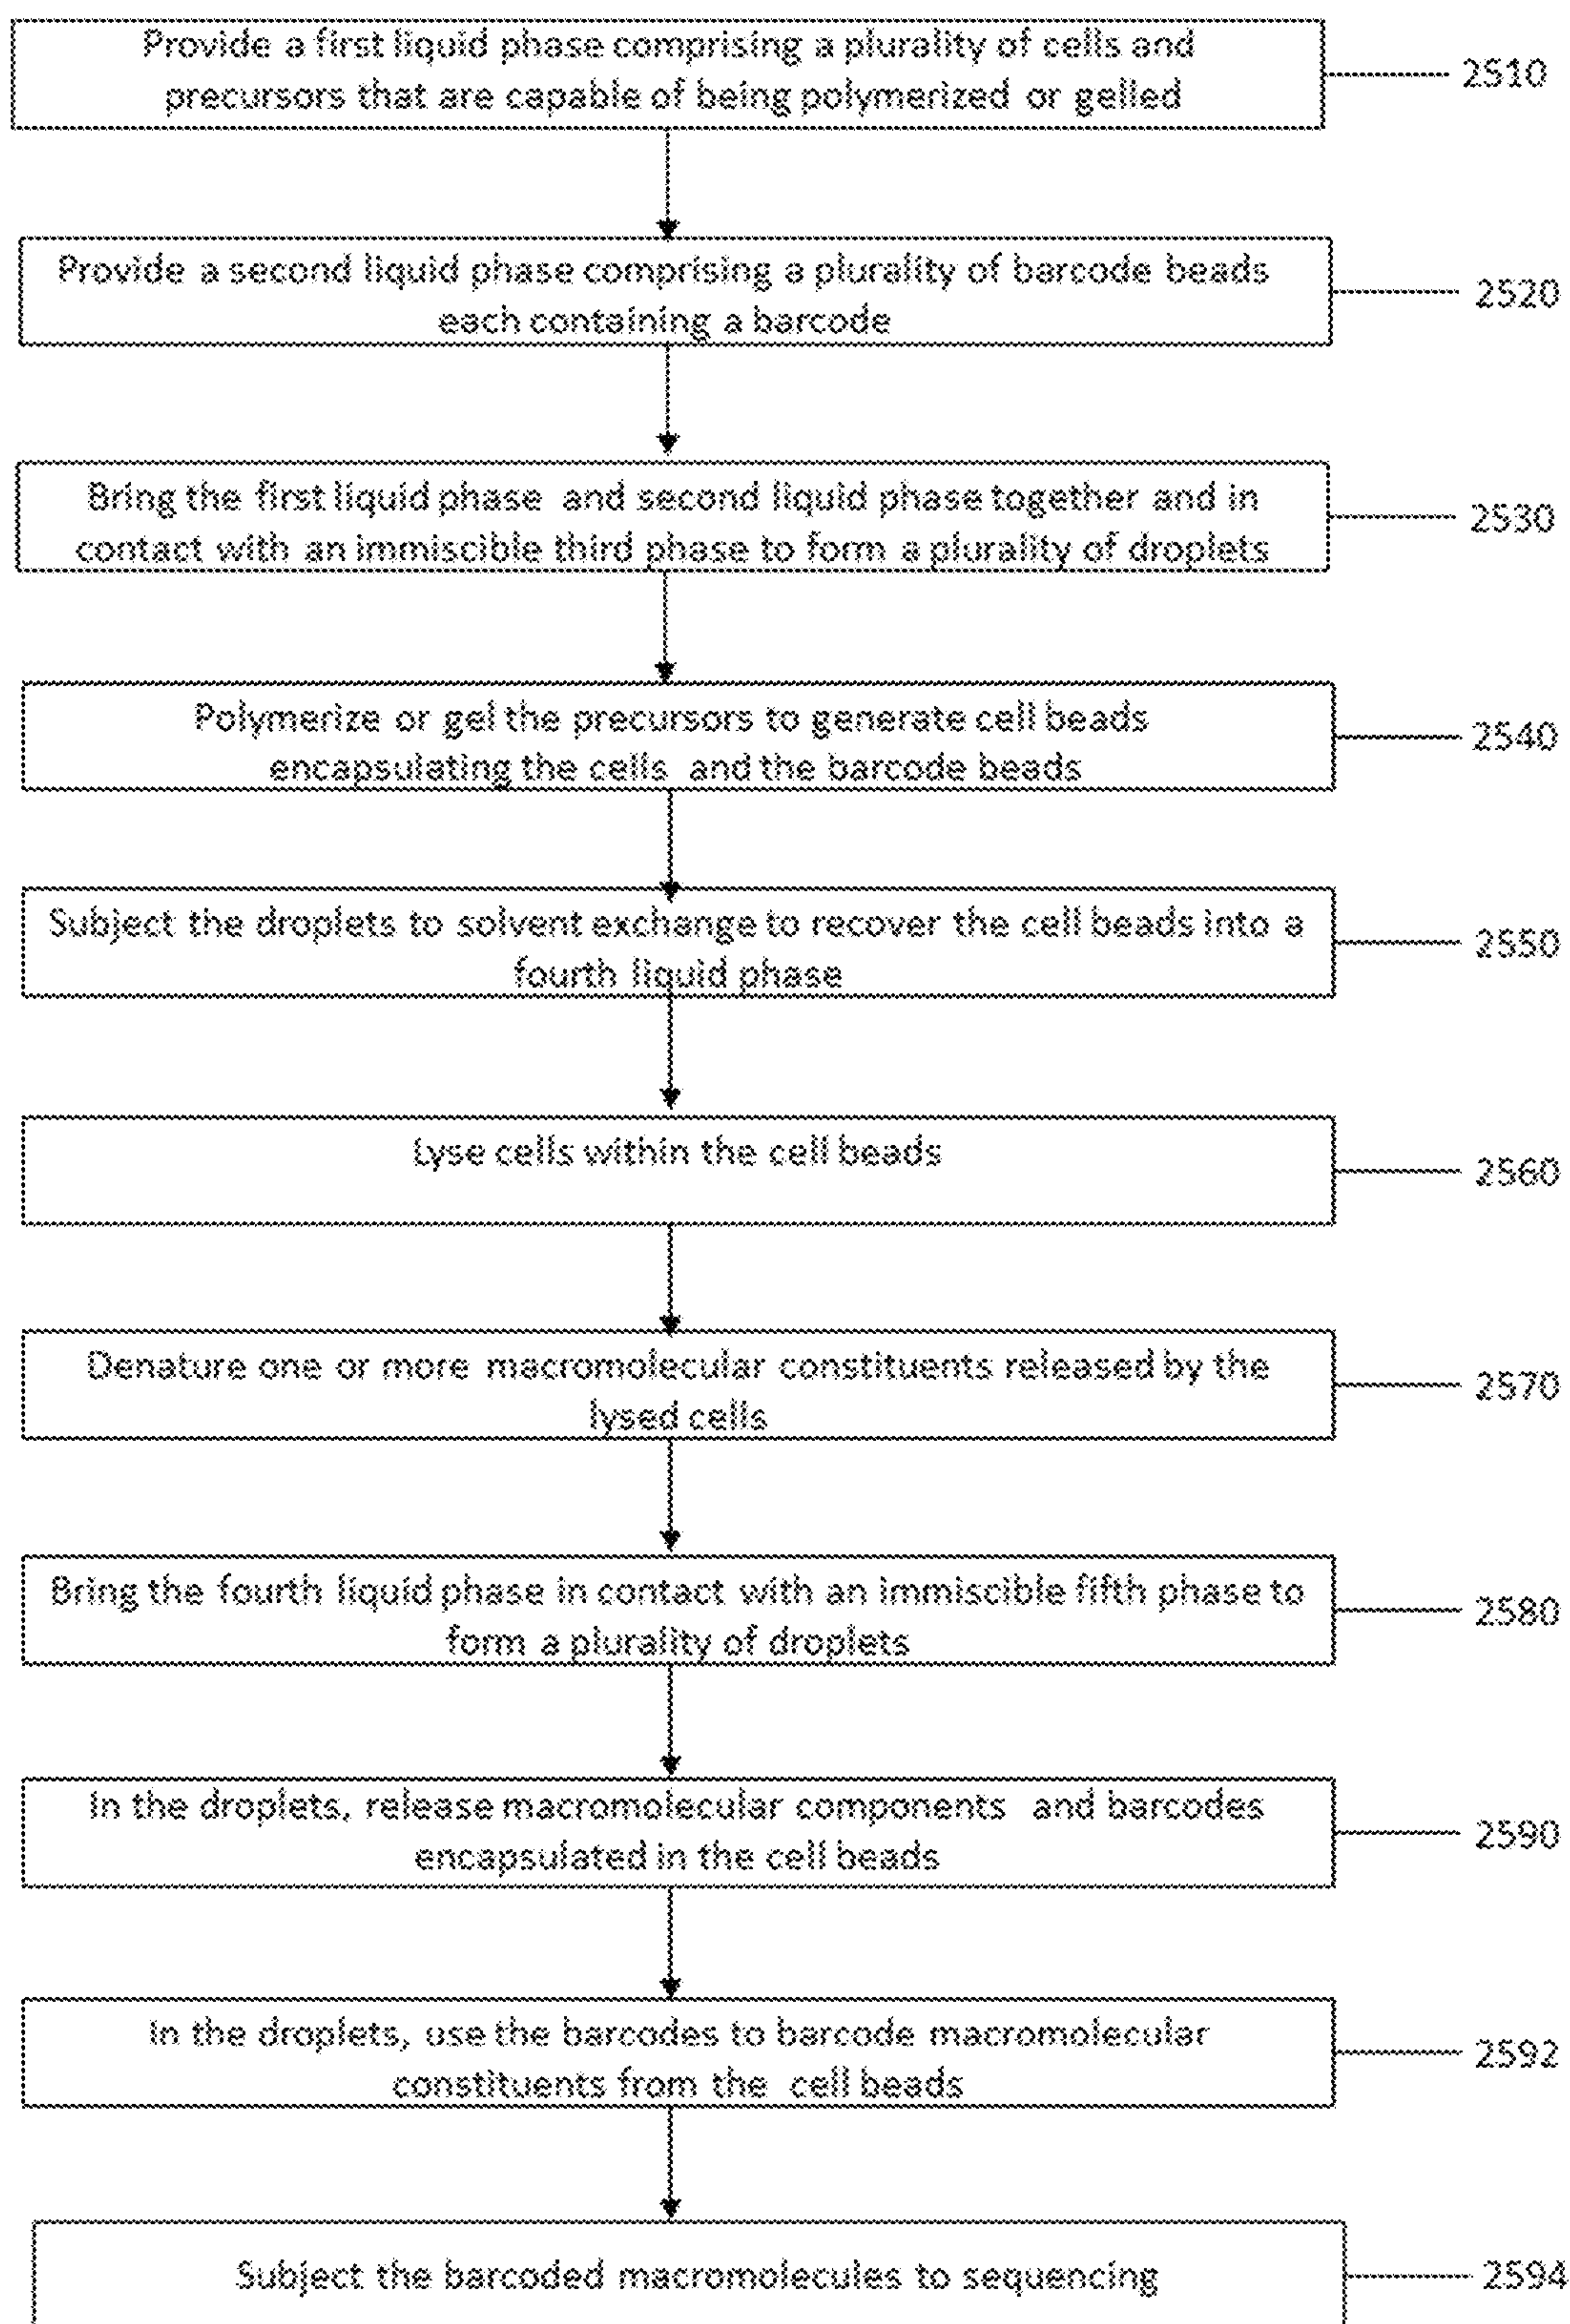 Provide a first liquid phase comprising a plurality of cells and
precursors that are capable of being polymerized or gelled
2510
Provide a second liquid phase comprising a plurality of barcode beads
each containing a barcode
2520
Bring the first liquid phase and second liquid phase together and in
contact with an immiscible third phase to form a plurality of droplets
2530
Polymerize or gel the precursors to generate cell beads
encapsulating the cells and the barcode beads
2540
Subject the droplets to solvent exchange to recover the cell beads into a
fourth liquid phase
2550
Lyse cells within the cell beads
2560
Denature one or more macromolecular constituents released by the
lysed cells
2570
Bring the fourth liquid phase in contact with an immiscible fifth phase to
form a plurality of droplets
2580
In the droplets, release macromolecular components and barcodes
encapsulated in the cell beads
2590
In the droplets, use the barcodes to barcode macromolecular
constituents from the cell beads
2592
Subject the barcoded macromolecules to sequencing
2594